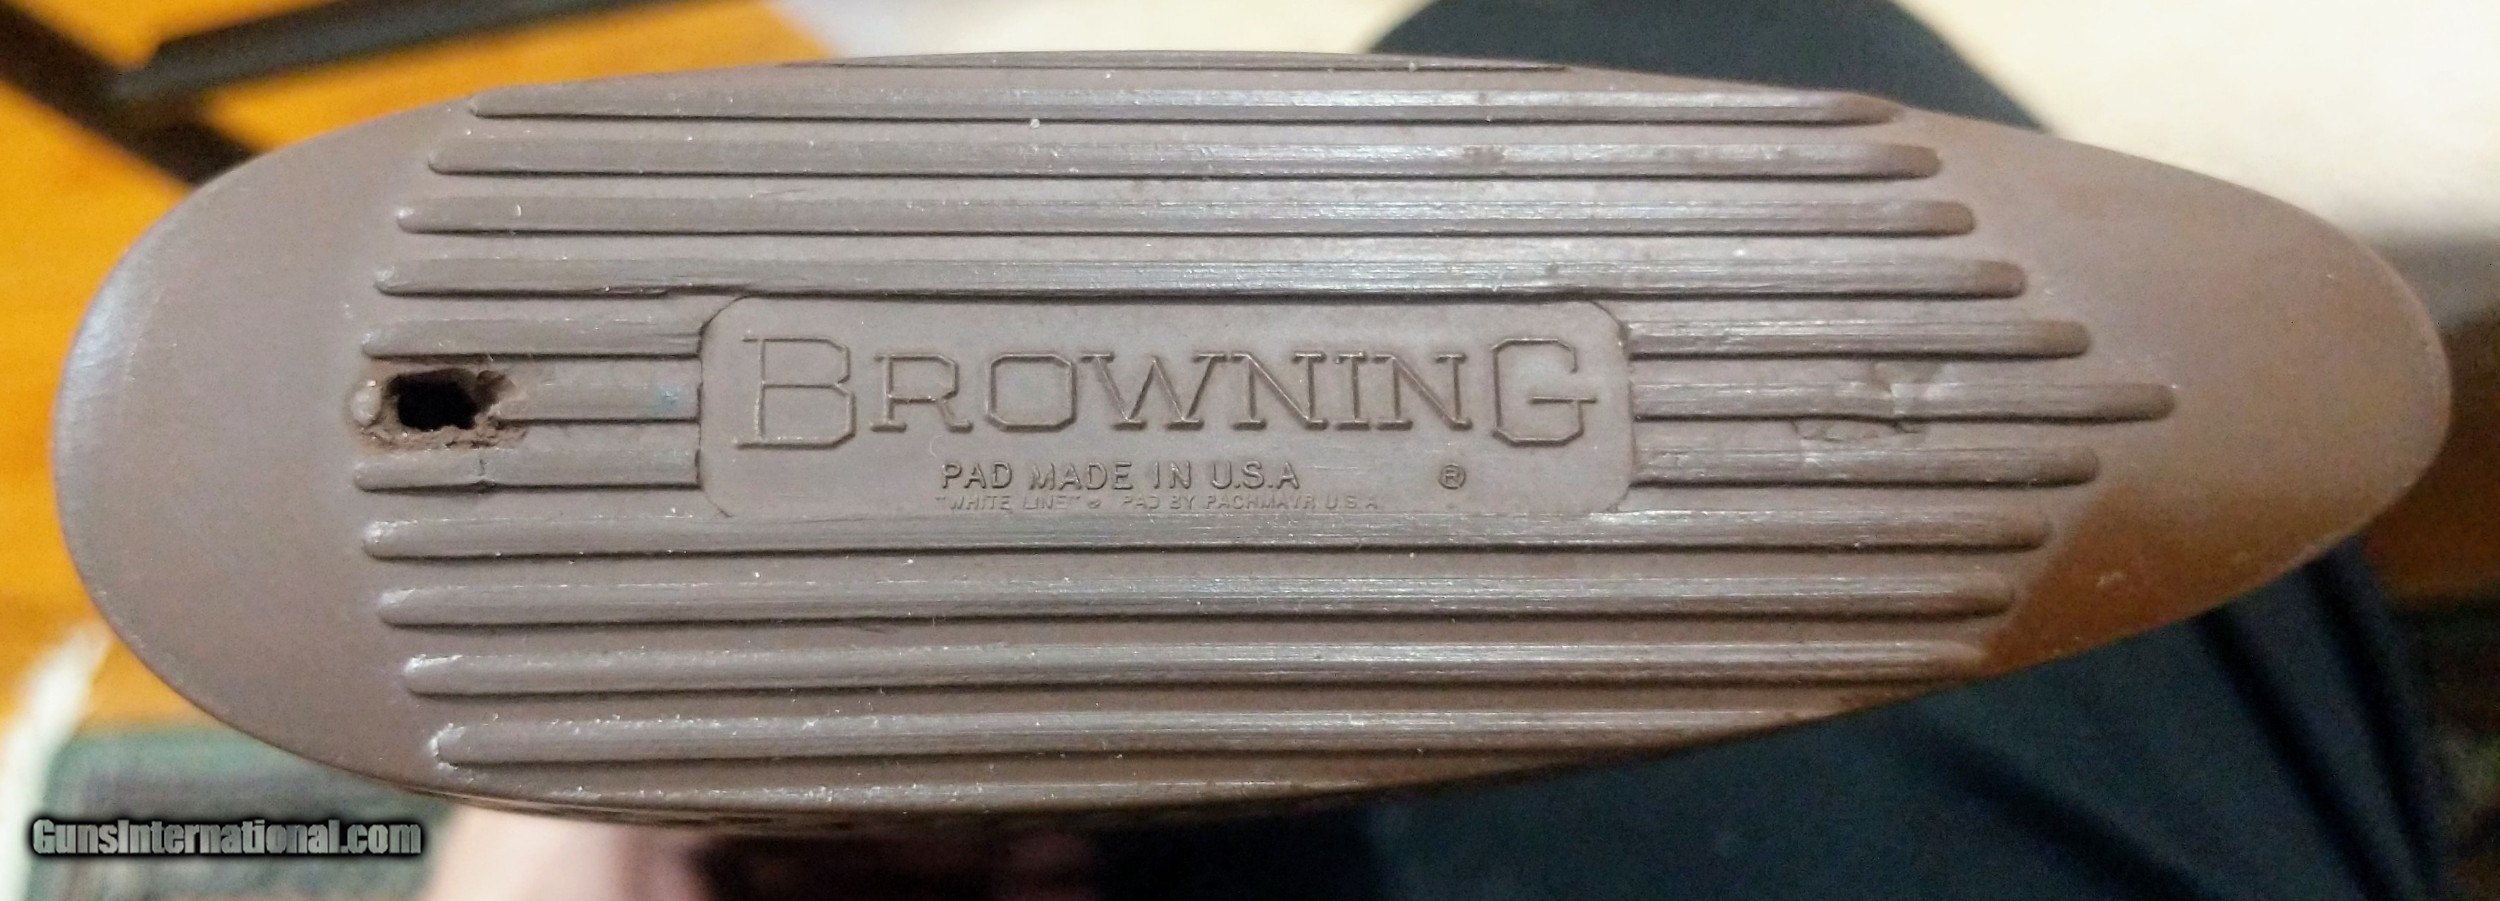 BROWNING
PAD MADE IN U.S.A ®
"WHITE LINE" ® PAD BY PACHMAYR U.S.A.
GunsInternational.com